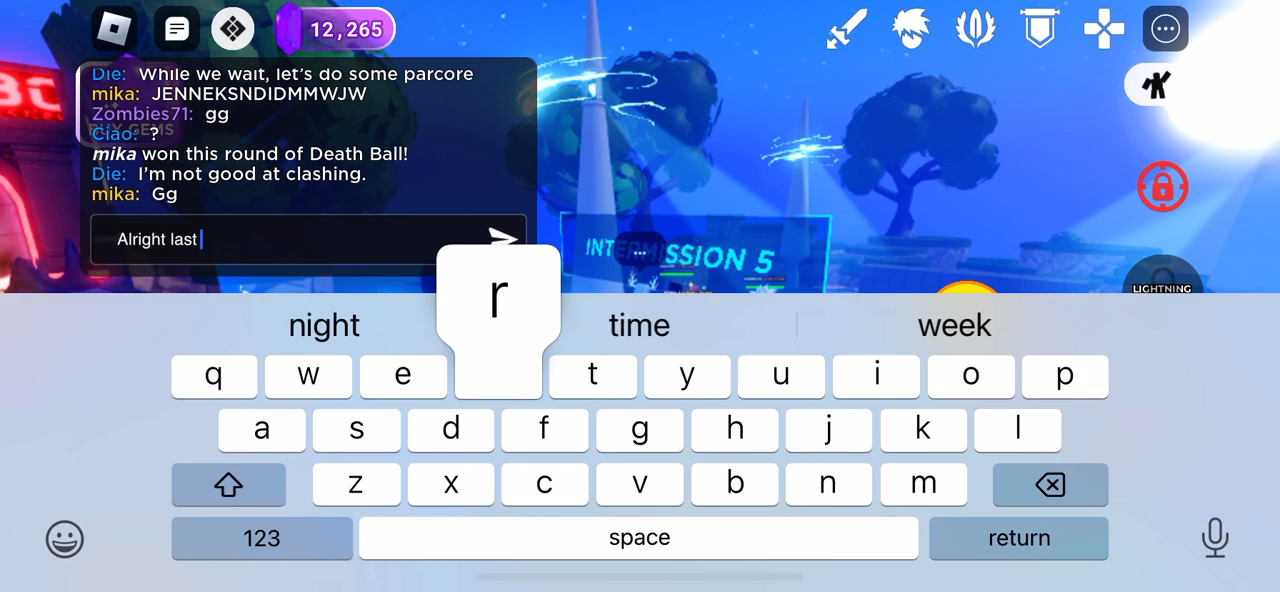 12,265
Die: While we wait, let's do some parcore
mika: JENNEKSNDIDMMWJW
Zombies71: gg
Ciao: ?
BUY GEMS
mika won this round of Death Ball!
Die: I'm not good at clashing.
mika: Gg
Alright last
INTERMISSION 5
LIGHTNING
night time week
r
q w e t y u i o p
a s d f g h j k l
z x c v b n m
123 space return